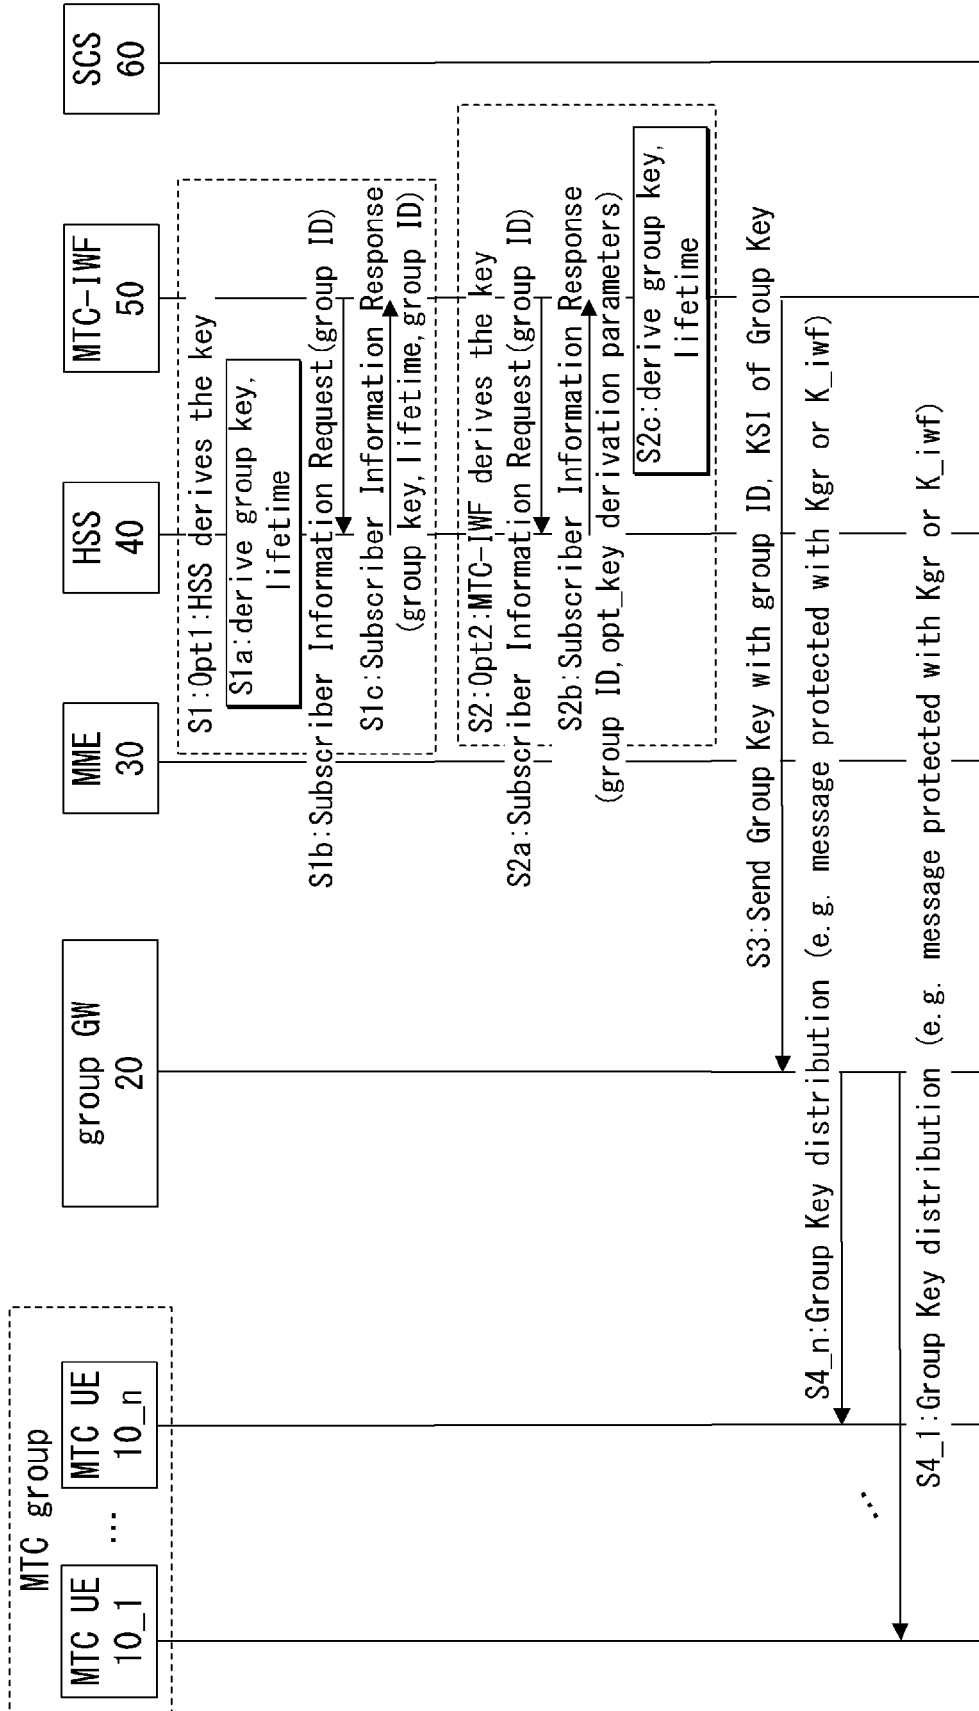 MTC group
MTC UE
10_1
...
MTC UE
10_n
group GW
20
MME
30
HSS
40
MTC-IWF
50
SCS
60
S1:Opt1:HSS derives the key
S1a:derive group key,
lifetime
S1b:Subscriber Information Request(group ID)
S1c:Subscriber Information Response
(group key, lifetime,group ID)
S2:Opt2:MTC-IWF derives the key
S2a:Subscriber Information Request(group ID)
S2b:Subscriber Information Response
(group ID,opt_key derivation parameters)
S2c:derive group key,
lifetime
S3:Send Group Key with group ID, KSI of Group Key
S4_n:Group Key distribution (e.g. message protected with Kgr or K_iwf)
...
S4_1:Group Key distribution (e.g. message protected with Kgr or K_iwf)